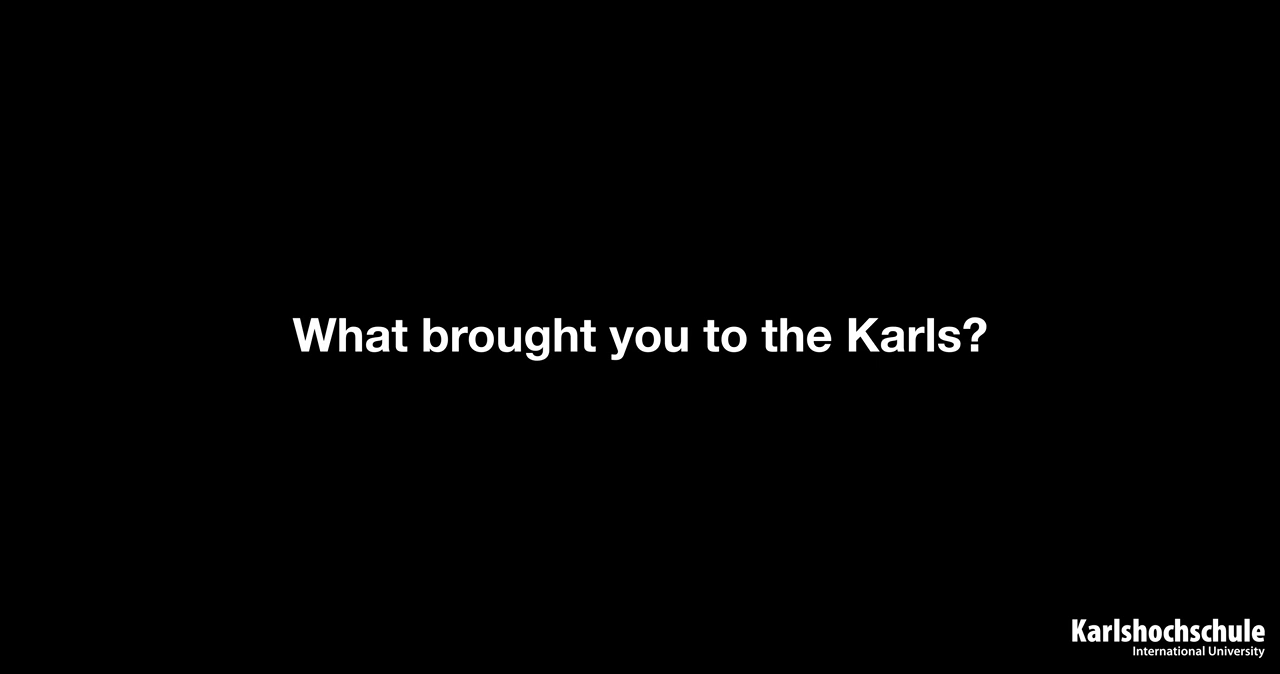 What brought you to the Karls?
Karlshochschule
International University